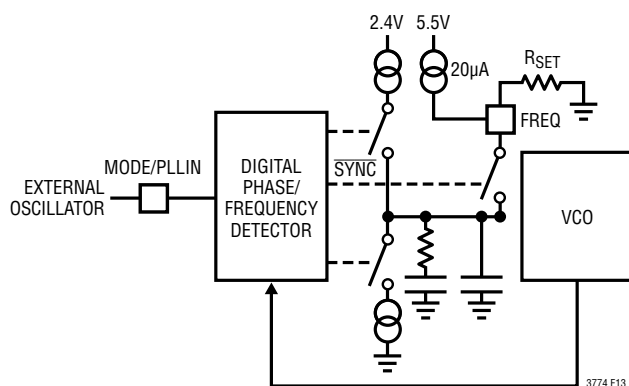 2.4V 5.5V
RSET
20µA
FREQ
SYNC
MODE/PLLIN
EXTERNAL
OSCILLATOR
DIGITAL
PHASE/
FREQUENCY
DETECTOR
VCO
3774 F13